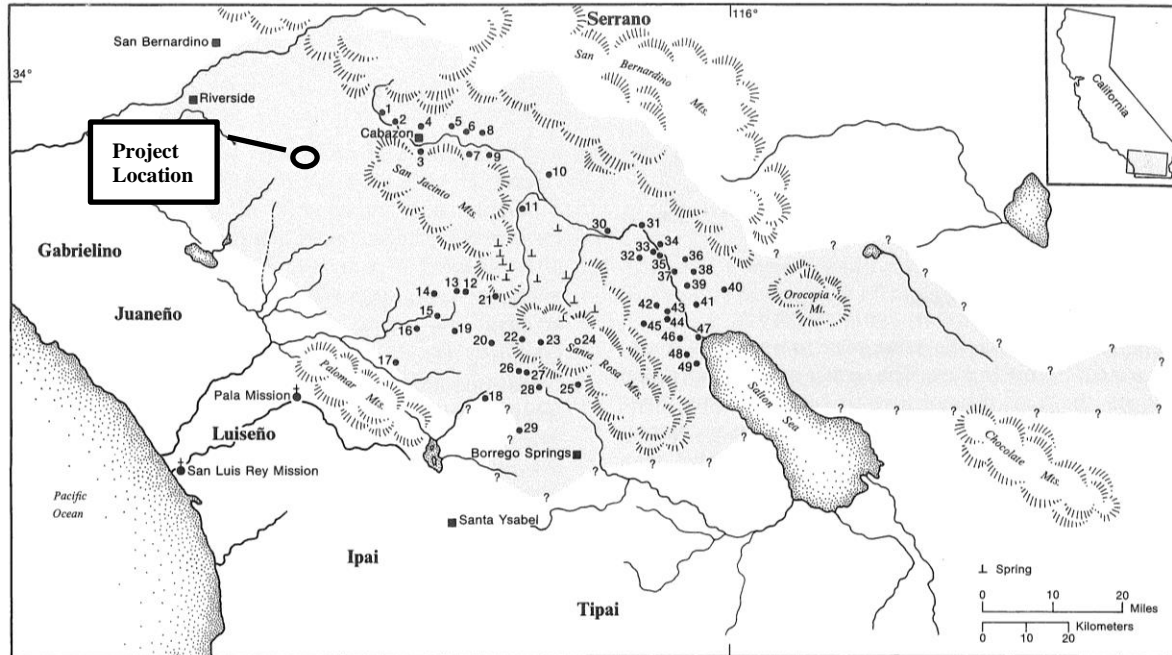 Serrano
116°
San Bernardino
San
Bernardino
Mts.
California
34°
Riverside
Project
Location
1
2
4
5
6
8
Cabazon
3
7
9
10
San Jacinto Mts.
11
30
31
Gabrielino
33
34
32
35
36
37
38
39
40
Orocopia
Mt.
?
?
?
?
13
12
14
21
Juaneño
15
42
43
41
16
19
45
44
20
22
23
24
46
47
Santa Rosa Mts.
17
48
26
27
49
Palomar
Mts.
28
25
18
Pala Mission
Salton
Sea
?
?
?
?
?
?
?
?
Luiseño
29
?
Borrego Springs
?
?
?
Chocolate
Mts.
San Luis Rey Mission
?
?
Pacific
Ocean
Santa Ysabel
Ipai
Spring
0 10 20
Miles
Tipai
Kilometers
0 10 20